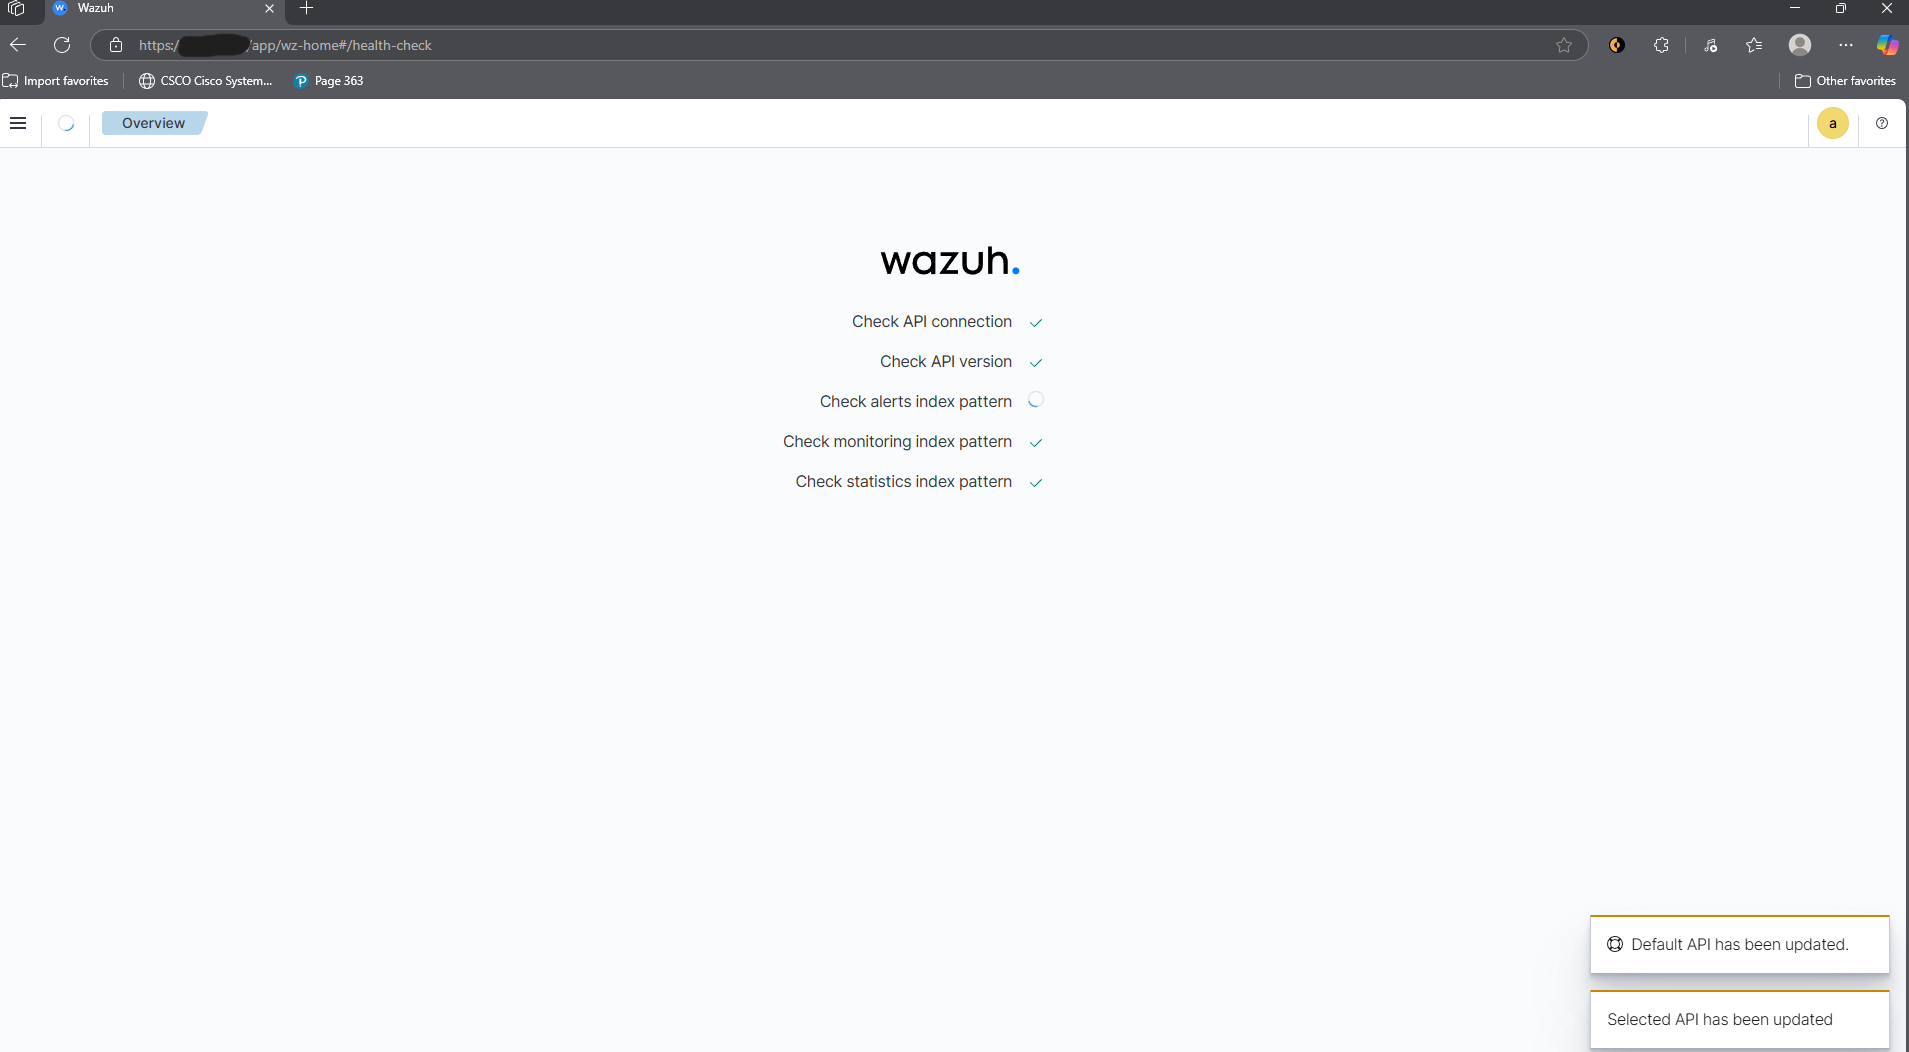 Wazuh
https:/ /app/wz-home#/health-check
Import favorites
CSCO Cisco System...
Page 363
Other favorites
Overview
a
wazuh.
Check API connection
Check API version
Check alerts index pattern
Check monitoring index pattern
Check statistics index pattern
Default API has been updated.
Selected API has been updated